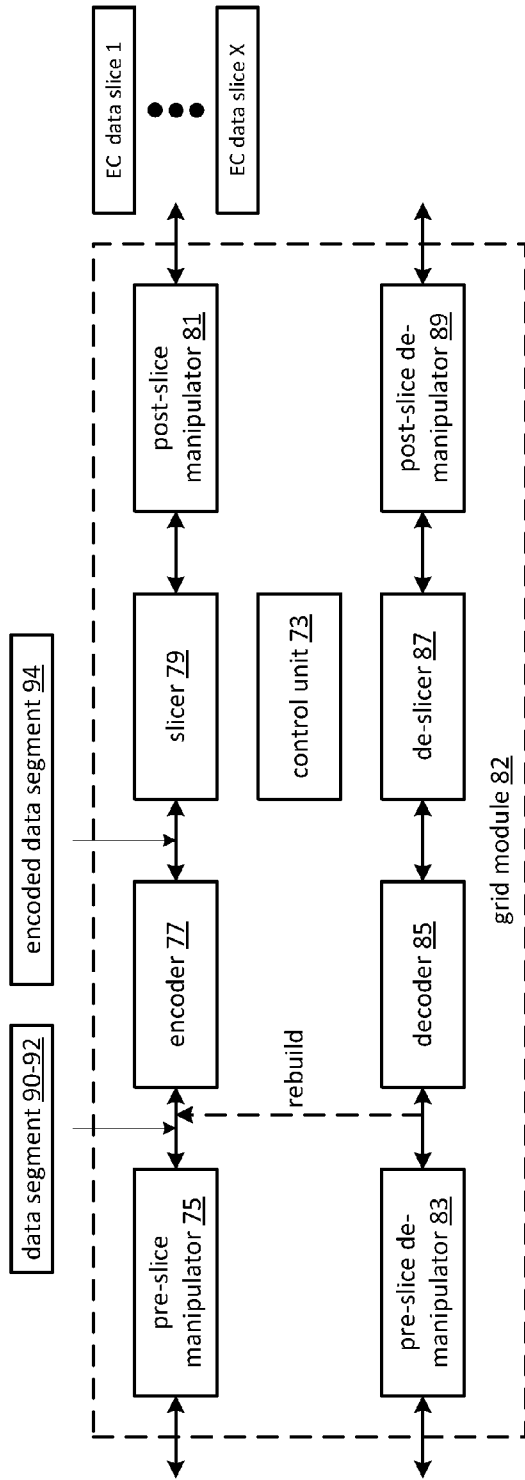 data segment 90-92
encoded data segment 94
EC data slice 1
EC data slice X
pre-slice
manipulator 75
encoder 77
slicer 79
post-slice
manipulator 81
rebuild
control unit 73
pre-slice de-
manipulator 83
decoder 85
de-slicer 87
post-slice de-
manipulator 89
grid module 82